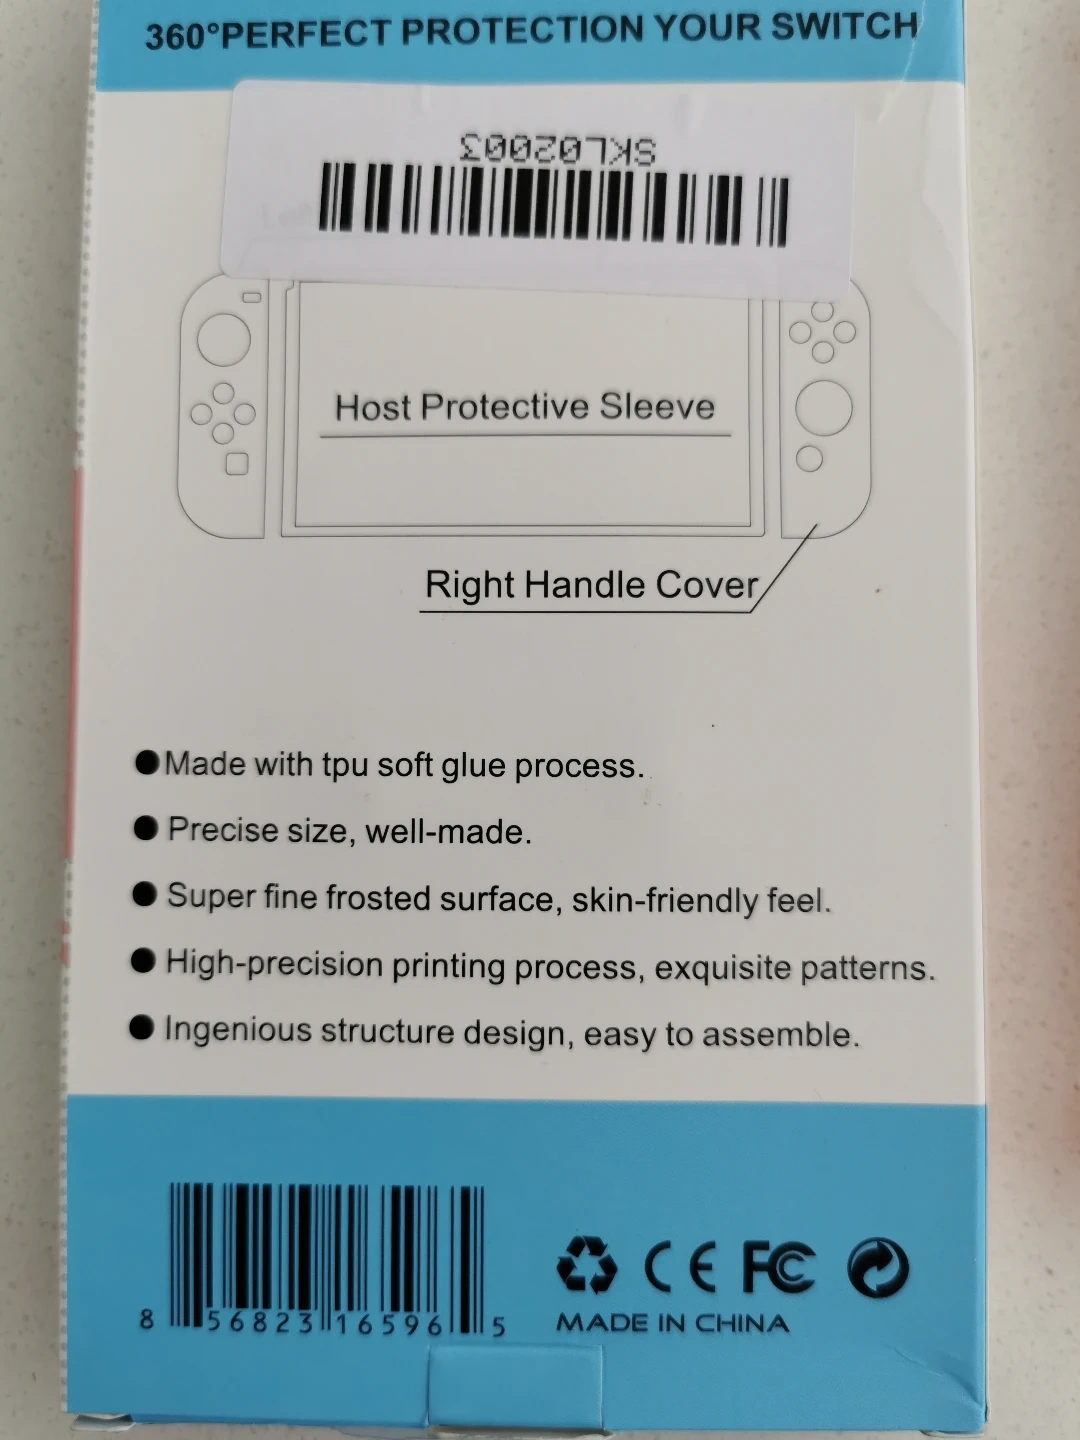 360°PERFECT PROTECTION YOUR SWITCH
SKL02003
Host Protective Sleeve
Right Handle Cover
●Made with tpu soft glue process.
● Precise size, well-made.
● Super fine frosted surface, skin-friendly feel.
● High-precision printing process, exquisite patterns.
● Ingenious structure design, easy to assemble.
8 56823 16596 5
CE FC
MADE IN CHINA